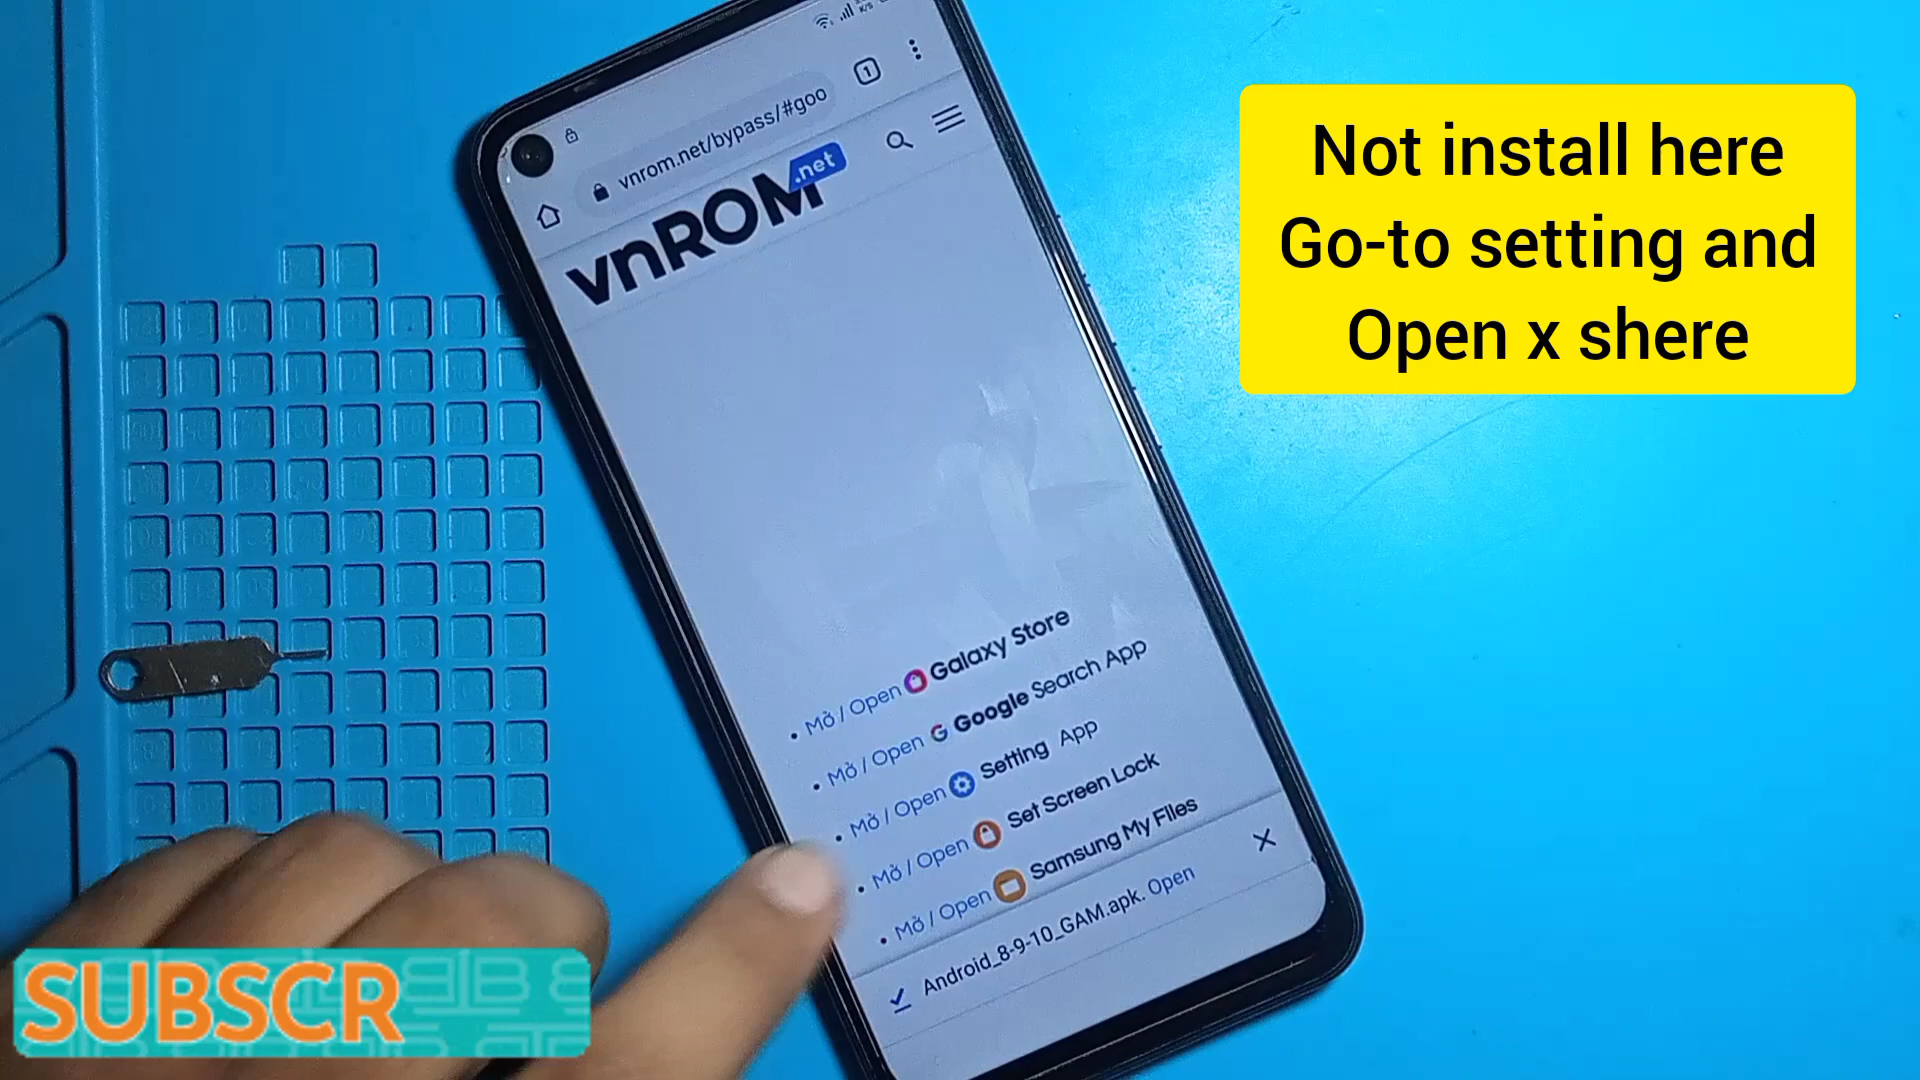 vnrom.net/bypass/#goo
1
vnROM.net
Mở / Open Galaxy Store
Mở / Open Google Search App
Mở / Open Setting App
Mở / Open Set Screen Lock
Mở / Open Samsung My Files
Android_8-9-10_GAM.apk. Open
Not install here
Go-to setting and
Open x shere
SUBSCR